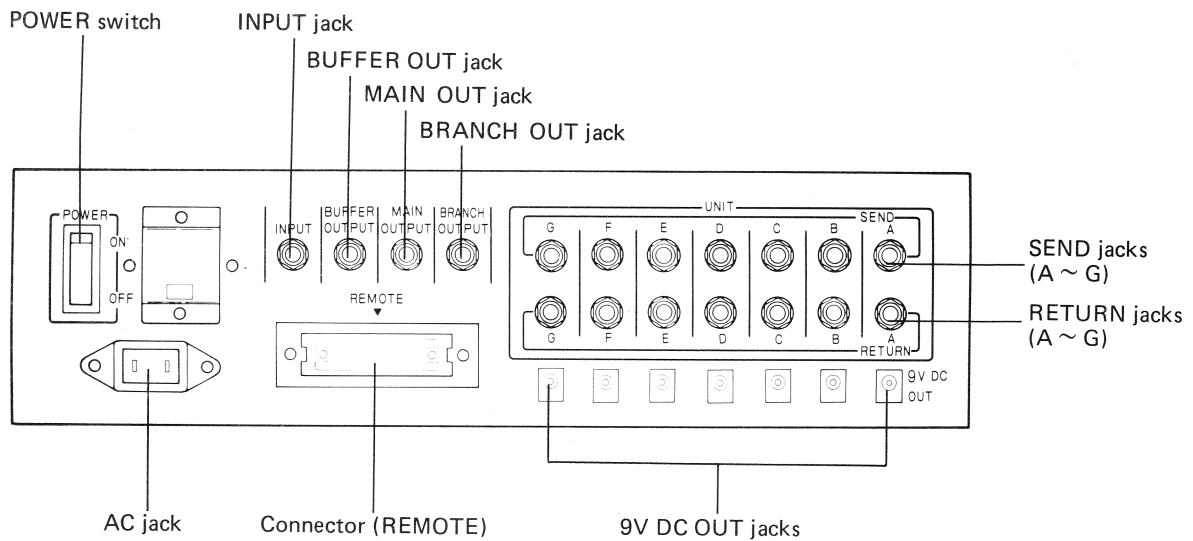 POWER switch
INPUT jack
BUFFER OUT jack
MAIN OUT jack
BRANCH OUT jack
POWER
ON
OFF
INPUT
BUFFER
OUTPUT
MAIN
OUTPUT
BRANCH
OUTPUT
REMOTE
▼
UNIT
SEND
G F E D C B A
G F E D C B A
RETURN
9V DC
OUT
SEND jacks
(A ~ G)
RETURN jacks
(A ~ G)
AC jack
Connector (REMOTE)
9V DC OUT jacks